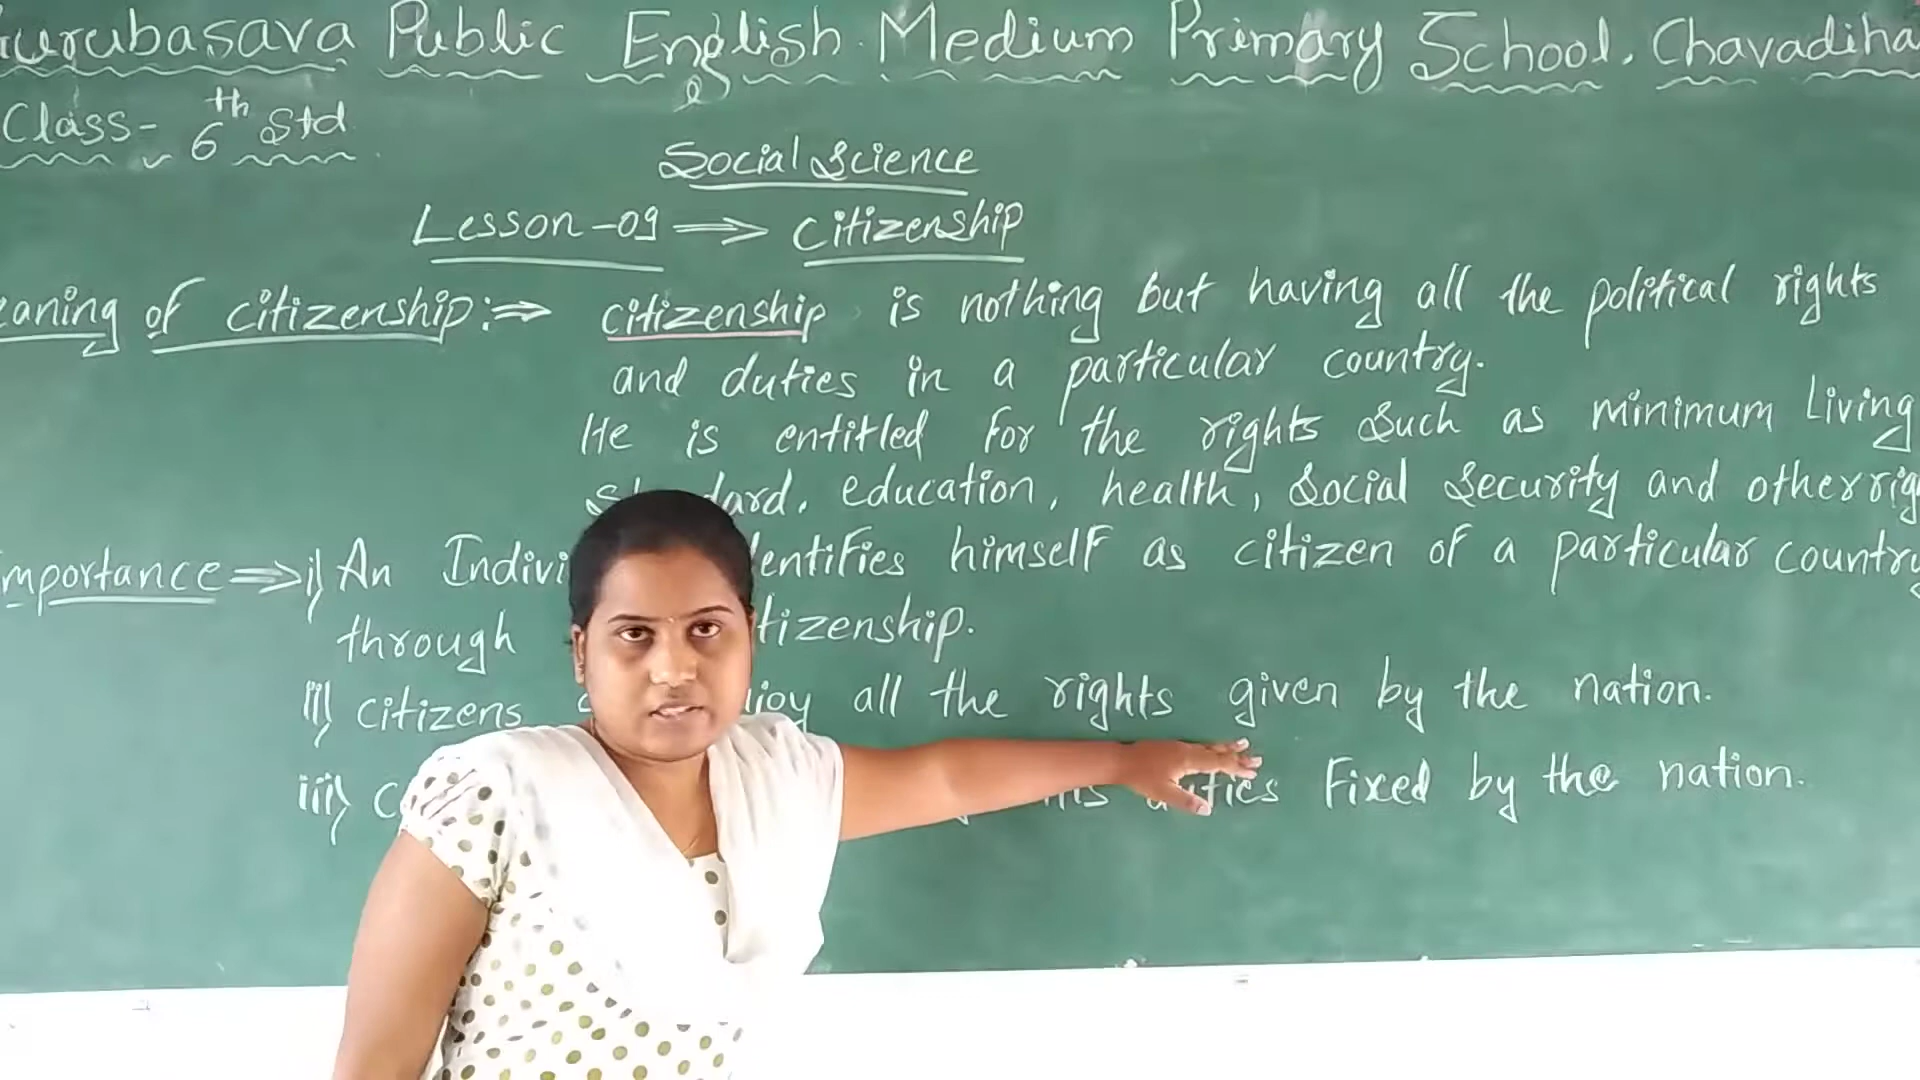 Public English Medium Primary School, Chavadiha
Class- 6th Std
Social Science
Lesson-09 ⇒ Citizenship
of citizenship:⇒ citizenship is nothing but having all the political rights
and duties in a particular country.
He is entitled for the rights such as minimum Living
education, health, Social Security and other
i) An himself as citizen of a particular country
through
ii) citizens all the rights given by the nation.
iii) duties Fixed by the nation.